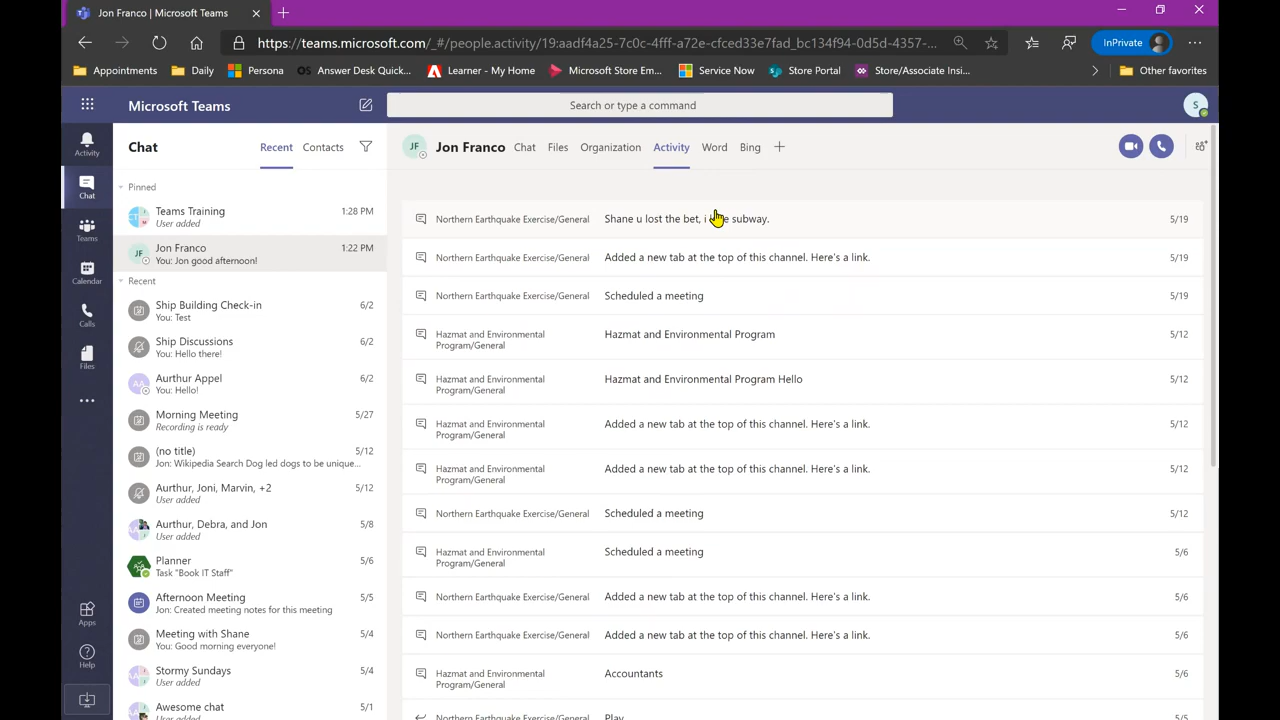 Jon Franco | Microsoft Teams
https://teams.microsoft.com/_#/people.activity/19:aadf4a25-7c0c-4fff-a72e-cfced33e7fad_bc134f94-0d5d-4357-...
InPrivate
Appointments
Daily
Persona
Answer Desk Quick...
Learner - My Home
Microsoft Store Em...
Service Now
Store Portal
Store/Associate Insi...
Other favorites
Microsoft Teams
Search or type a command
S
Activity
Chat
Teams
Calendar
Calls
Files
Apps
Help
Chat
Recent
Contacts
Pinned
Teams Training 1:28 PM
User added
JF
Jon Franco 1:22 PM
You: Jon good afternoon!
Recent
Ship Building Check-in 6/2
You: Test
Ship Discussions 6/2
You: Hello there!
AA
Aurthur Appel 6/2
You: Hello!
Morning Meeting 5/27
Recording is ready
(no title) 5/12
Jon: Wikipedia Search Dog led dogs to be unique...
Aurthur, Joni, Marvin, +2 5/12
User added
Aurthur, Debra, and Jon 5/8
User added
Planner 5/6
Task "Book IT Staff"
Afternoon Meeting 5/5
Jon: Created meeting notes for this meeting
Meeting with Shane 5/4
You: Good morning everyone!
Stormy Sundays 5/4
User added
Awesome chat 5/1
User added
JF
Jon Franco
Chat
Files
Organization
Activity
Word
Bing
Northern Earthquake Exercise/General Shane u lost the bet, i subway. 5/19
Northern Earthquake Exercise/General Added a new tab at the top of this channel. Here's a link. 5/19
Northern Earthquake Exercise/General Scheduled a meeting 5/19
Hazmat and Environmental Hazmat and Environmental Program 5/12
Program/General
Hazmat and Environmental Hazmat and Environmental Program Hello 5/12
Program/General
Hazmat and Environmental Added a new tab at the top of this channel. Here's a link. 5/12
Program/General
Hazmat and Environmental Added a new tab at the top of this channel. Here's a link. 5/12
Program/General
Northern Earthquake Exercise/General Scheduled a meeting 5/12
Hazmat and Environmental Scheduled a meeting 5/6
Program/General
Northern Earthquake Exercise/General Added a new tab at the top of this channel. Here's a link. 5/6
Northern Earthquake Exercise/General Added a new tab at the top of this channel. Here's a link. 5/6
Hazmat and Environmental Accountants 5/6
Program/General
Northern Earthquake Exercise/General Play 5/5